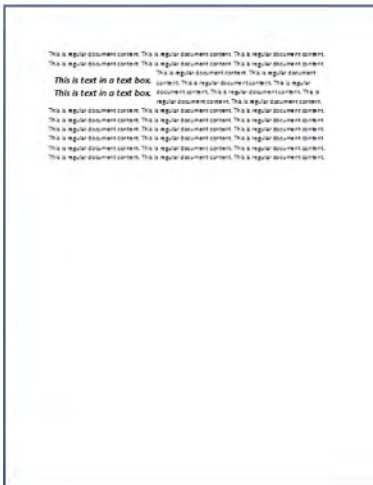 This is regular document content. This is regular document content. This is regular document content.
This is regular document content. This is regular document content. This is regular document content.
This is regular document content. This is regular document
This is text in a text box.
content. This is regular document content. This is regular
This is text in a text box.
document content. This is regular document content. This is
regular document content. This is regular document content.
This is regular document content. This is regular document content. This is regular document content.
This is regular document content. This is regular document content. This is regular document content.
This is regular document content. This is regular document content. This is regular document content.
This is regular document content. This is regular document content. This is regular document content.
This is regular document content. This is regular document content. This is regular document content.
This is regular document content. This is regular document content. This is regular document content.